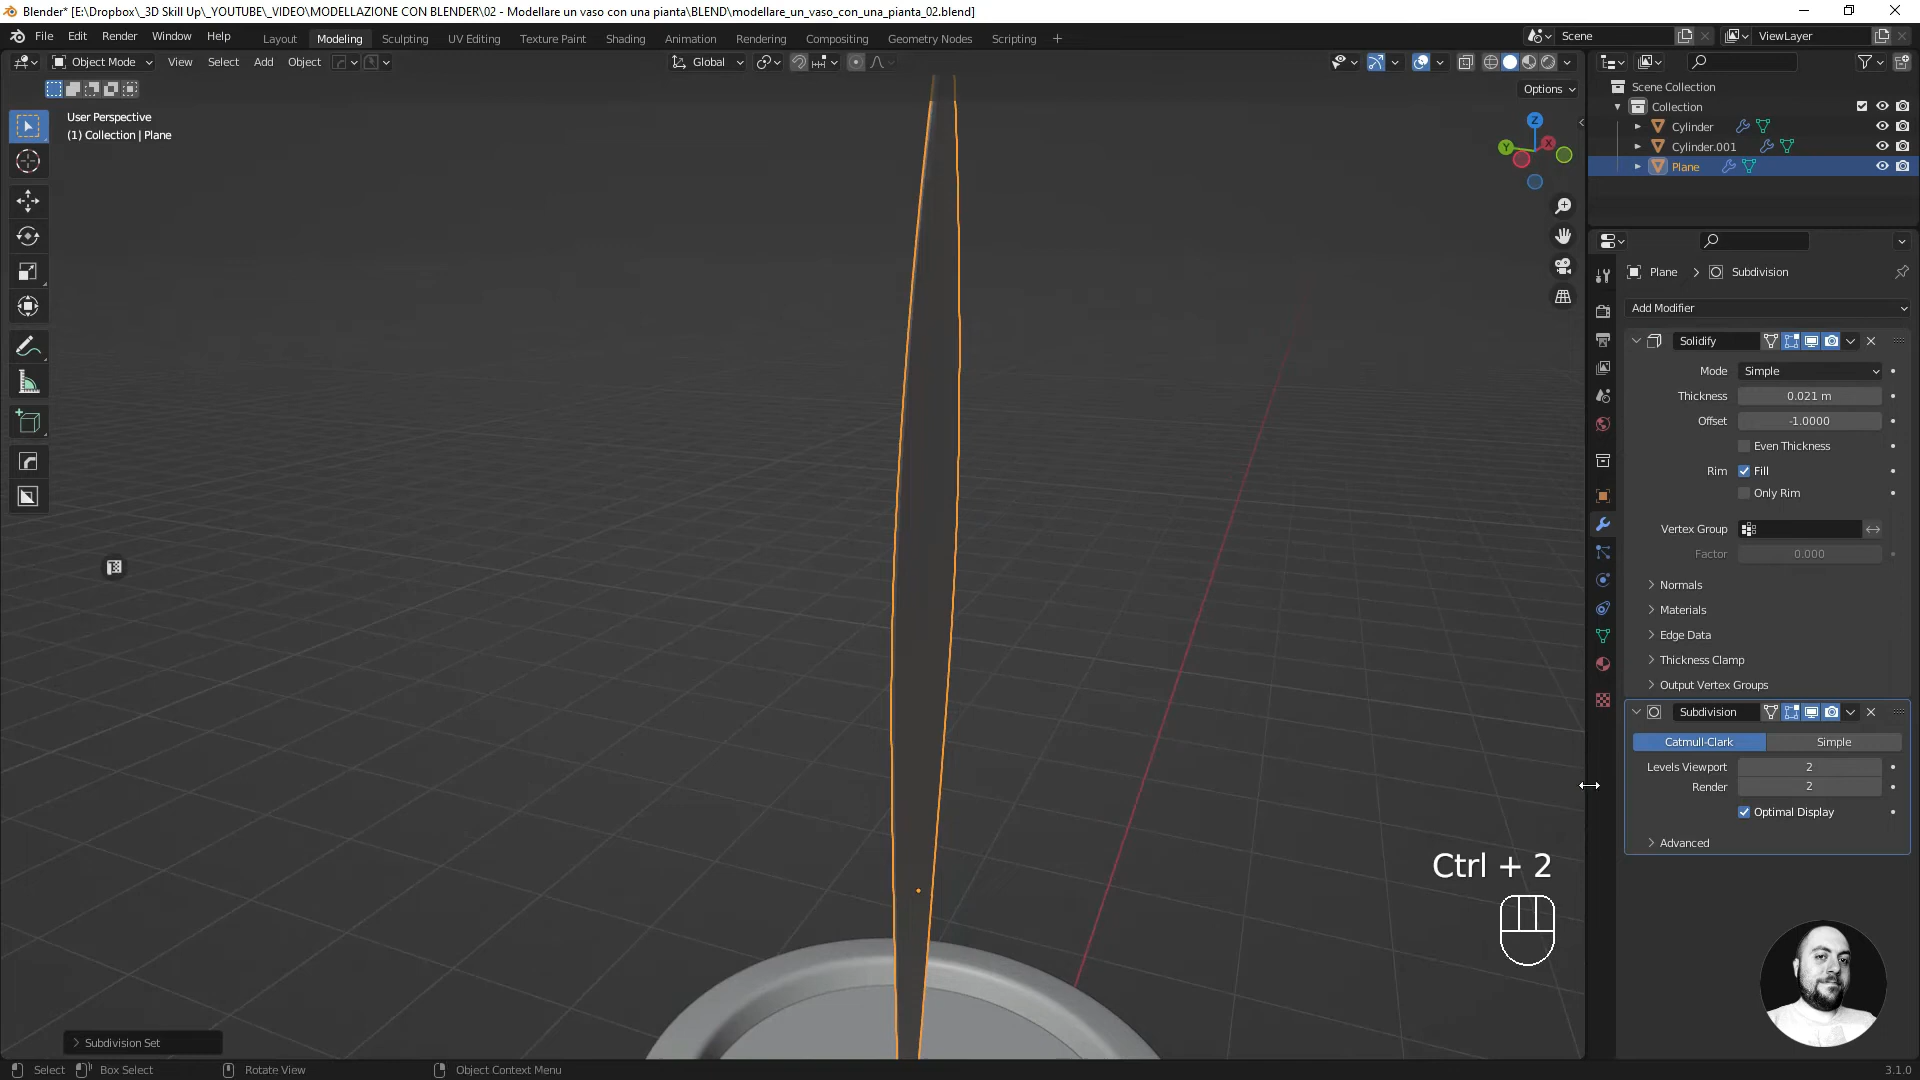 Blender* [E:\Dropbox\_3D Skill Up\_YOUTUBE\_VIDEO\MODELLAZIONE CON BLENDER\02 - Modellare un vaso con una pianta\BLEND\modellare_un_vaso_con_una_pianta_02.blend]
File Edit Render Window Help Layout Modeling Sculpting UV Editing Texture Paint Shading Animation Rendering Compositing Geometry Nodes Scripting + Scene ViewLayer
Object Mode View Select Add Object Global
Options
User Perspective
(1) Collection | Plane
Z
Y
X
Scene Collection
Collection
Cylinder
Cylinder.001
Plane
Plane > Subdivision
Add Modifier
Solidify
Mode Simple
Thickness 0.021 m
Offset -1.0000
Even Thickness
Rim Fill
Only Rim
Vertex Group
Factor 0.000
Normals
Materials
Edge Data
Thickness Clamp
Output Vertex Groups
Subdivision
Catmull-Clark Simple
Levels Viewport 2
Render 2
Optimal Display
Advanced
Ctrl + 2
Subdivision Set
Select Box Select Rotate View Object Context Menu 3.1.0